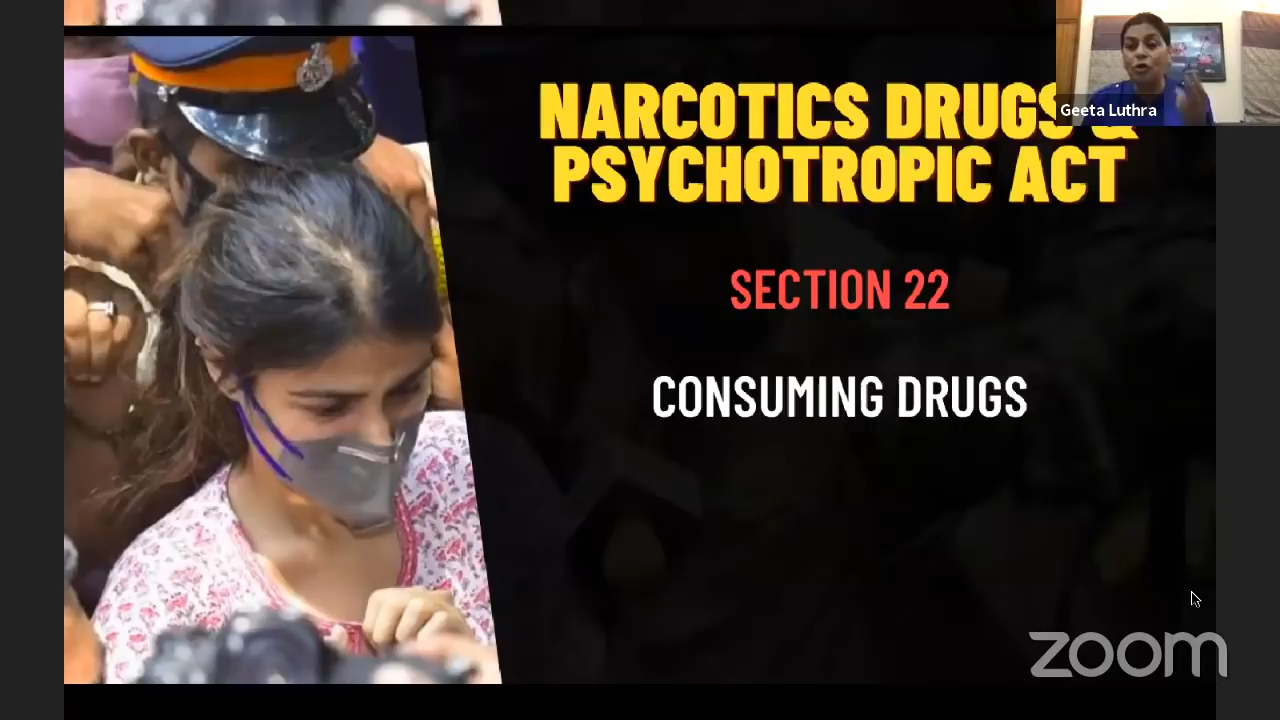 NARCOTICS DRUGS &
PSYCHOTROPIC ACT
Geeta Luthra
SECTION 22
CONSUMING DRUGS
zoom